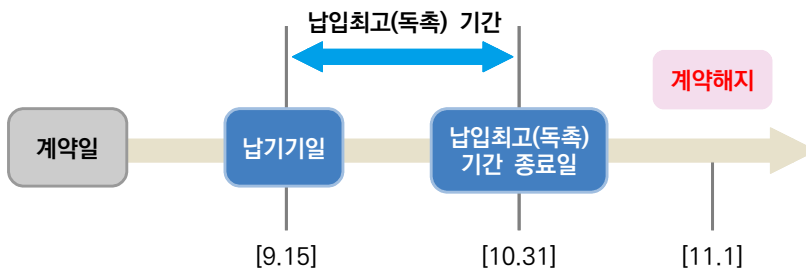 납입최고(독촉) 기간
계약해지
계약일
납기기일
납입최고(독촉)
기간 종료일
[9.15]
[10.31]
[11.1]